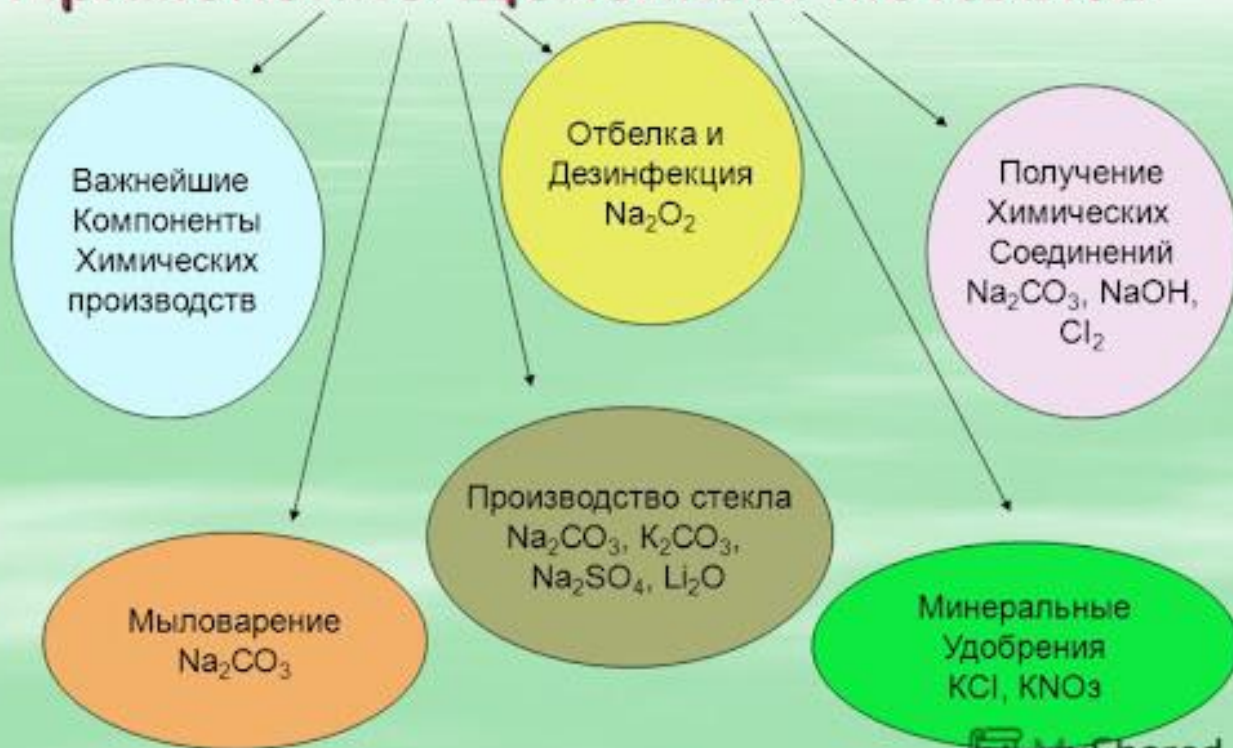 Важнейшие
Компоненты
Химических
производств
Отбелка и
Дезинфекция
Na₂O₂
Получение
Химических
Соединений
Na₂CO₃, NaOH,
Cl₂
Мыловарение
Na₂CO₃
Производство стекла
Na₂CO₃, K₂CO₃,
Na₂SO₄, Li₂O
Минеральные
Удобрения
KCl, KNOз